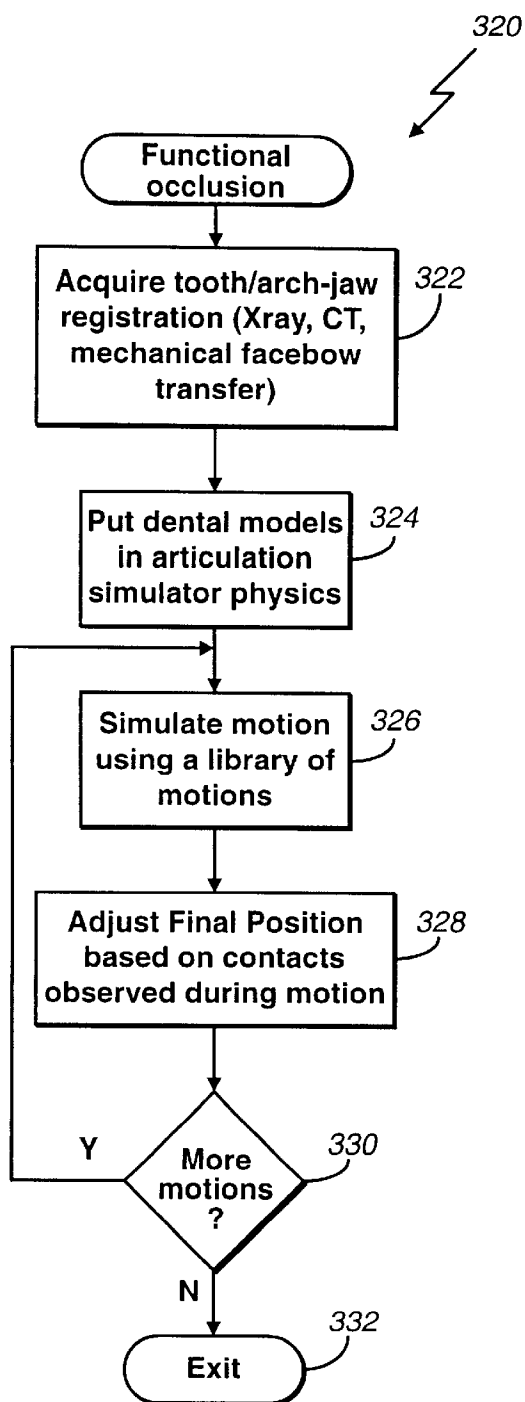 320
Functional
occlusion
Acquire tooth/arch-jaw
registration (Xray, CT,
mechanical facebow
transfer)
322
Put dental models
in articulation
simulator physics
324
Simulate motion
using a library of
motions
326
Adjust Final Position
based on contacts
observed during motion
328
Y
More
motions
?
330
N
Exit
332